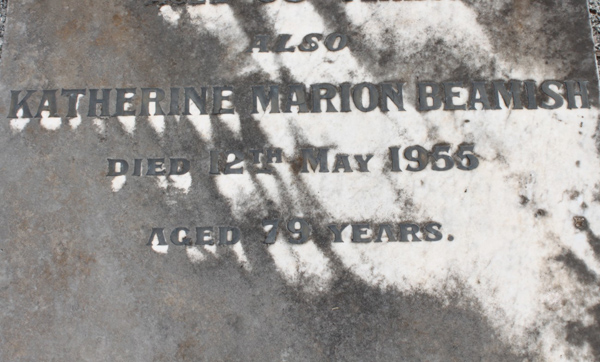 ALSO
KATHERINE MARION BEAMISH
DIED 12TH MAY 1955
AGED 79 YEARS.